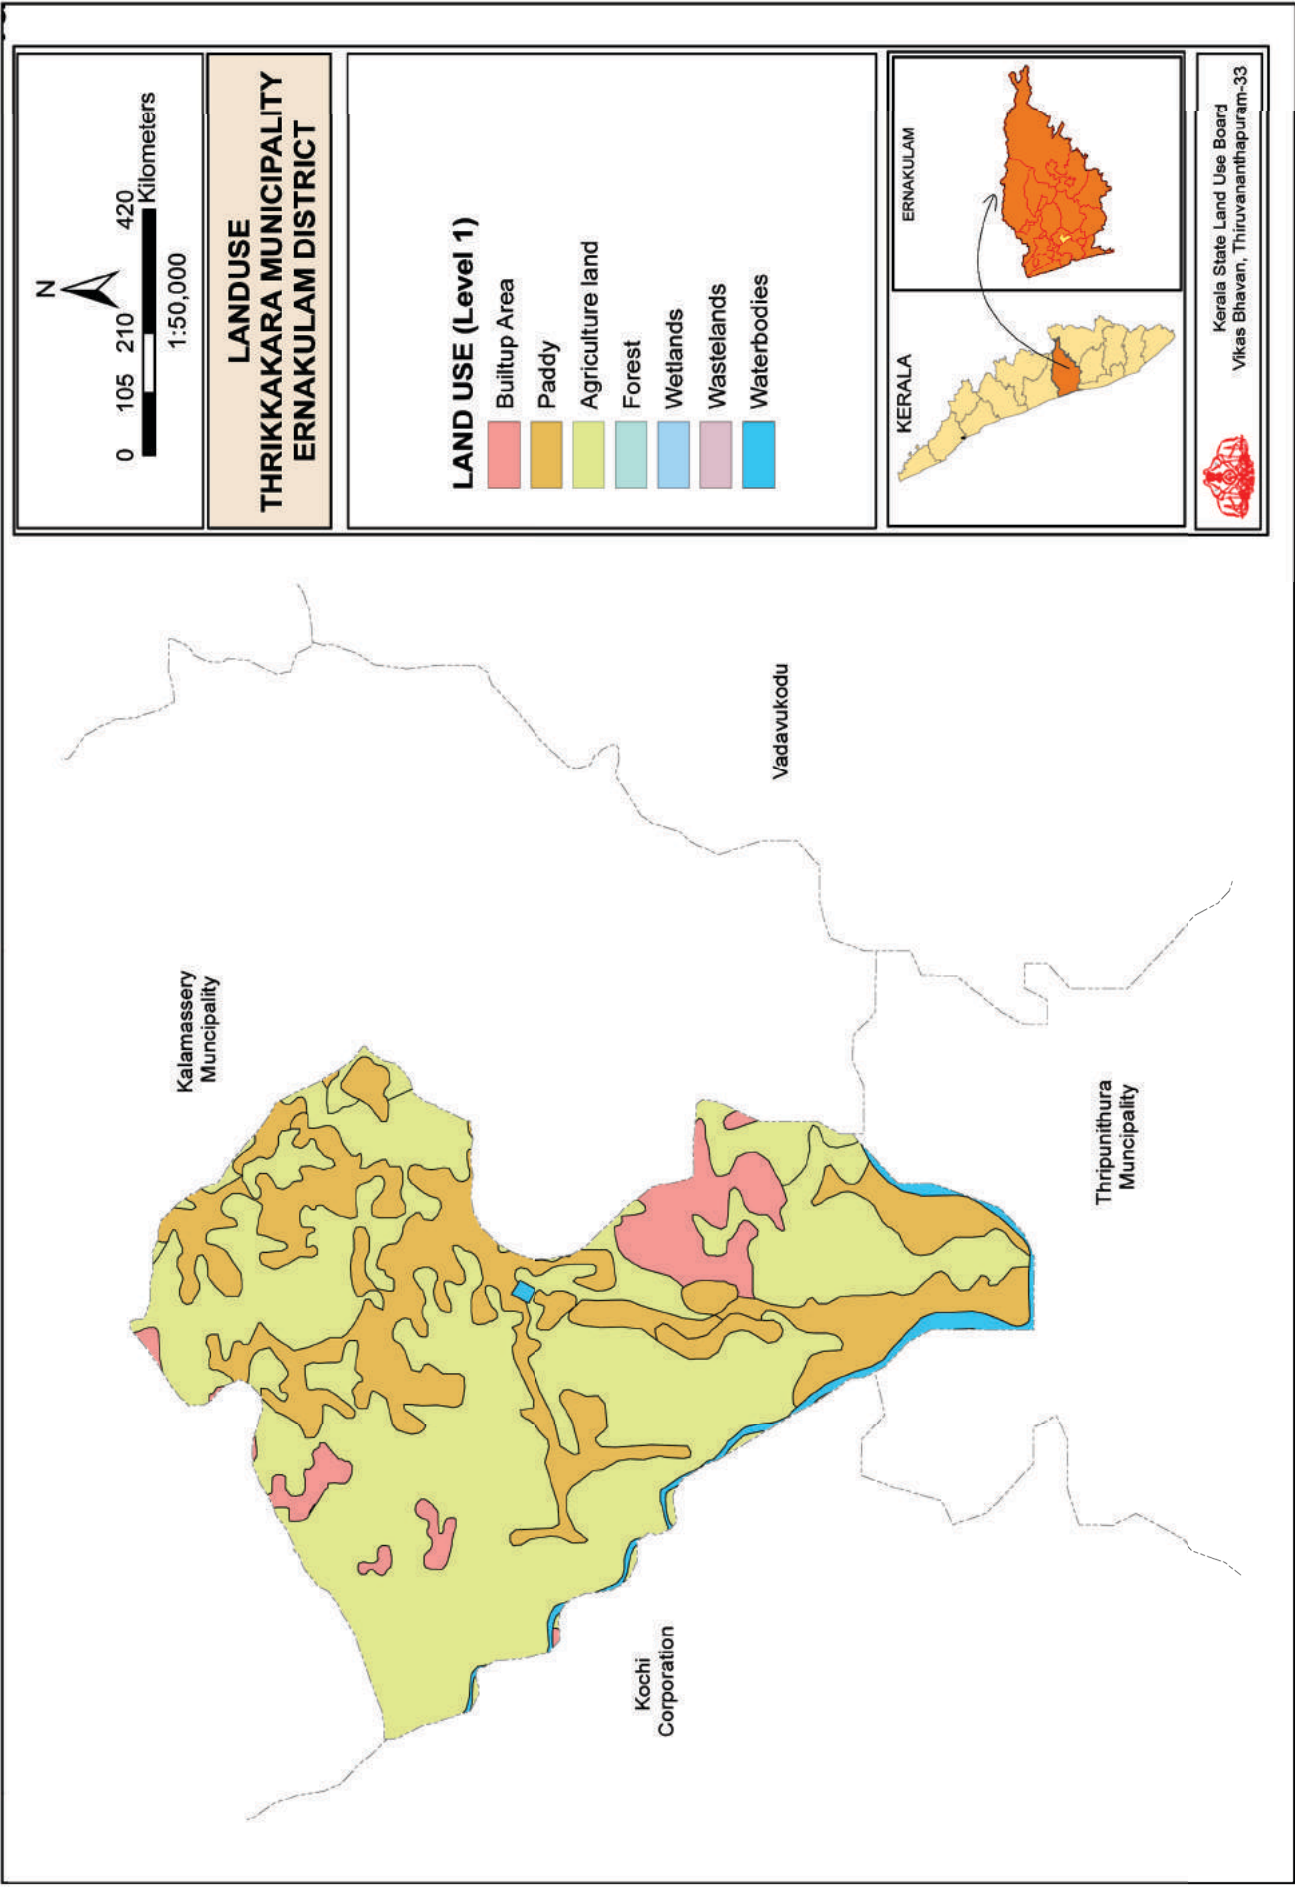 N
0 105 210 420
Kilometers
1:50,000
LANDUSE
THRIKKAKARA MUNICIPALITY
ERNAKULAM DISTRICT
LAND USE (Level 1)
Builtup Area
Paddy
Agriculture land
Forest
Wetlands
Wastelands
Waterbodies
KERALA
ERNAKULAM
Kerala State Land Use Board
Vikas Bhavan, Thiruvananthapuram-33
Kalamassery
Muncipality
Vadavukodu
Kochi
Corporation
Thripunithura
Muncipality